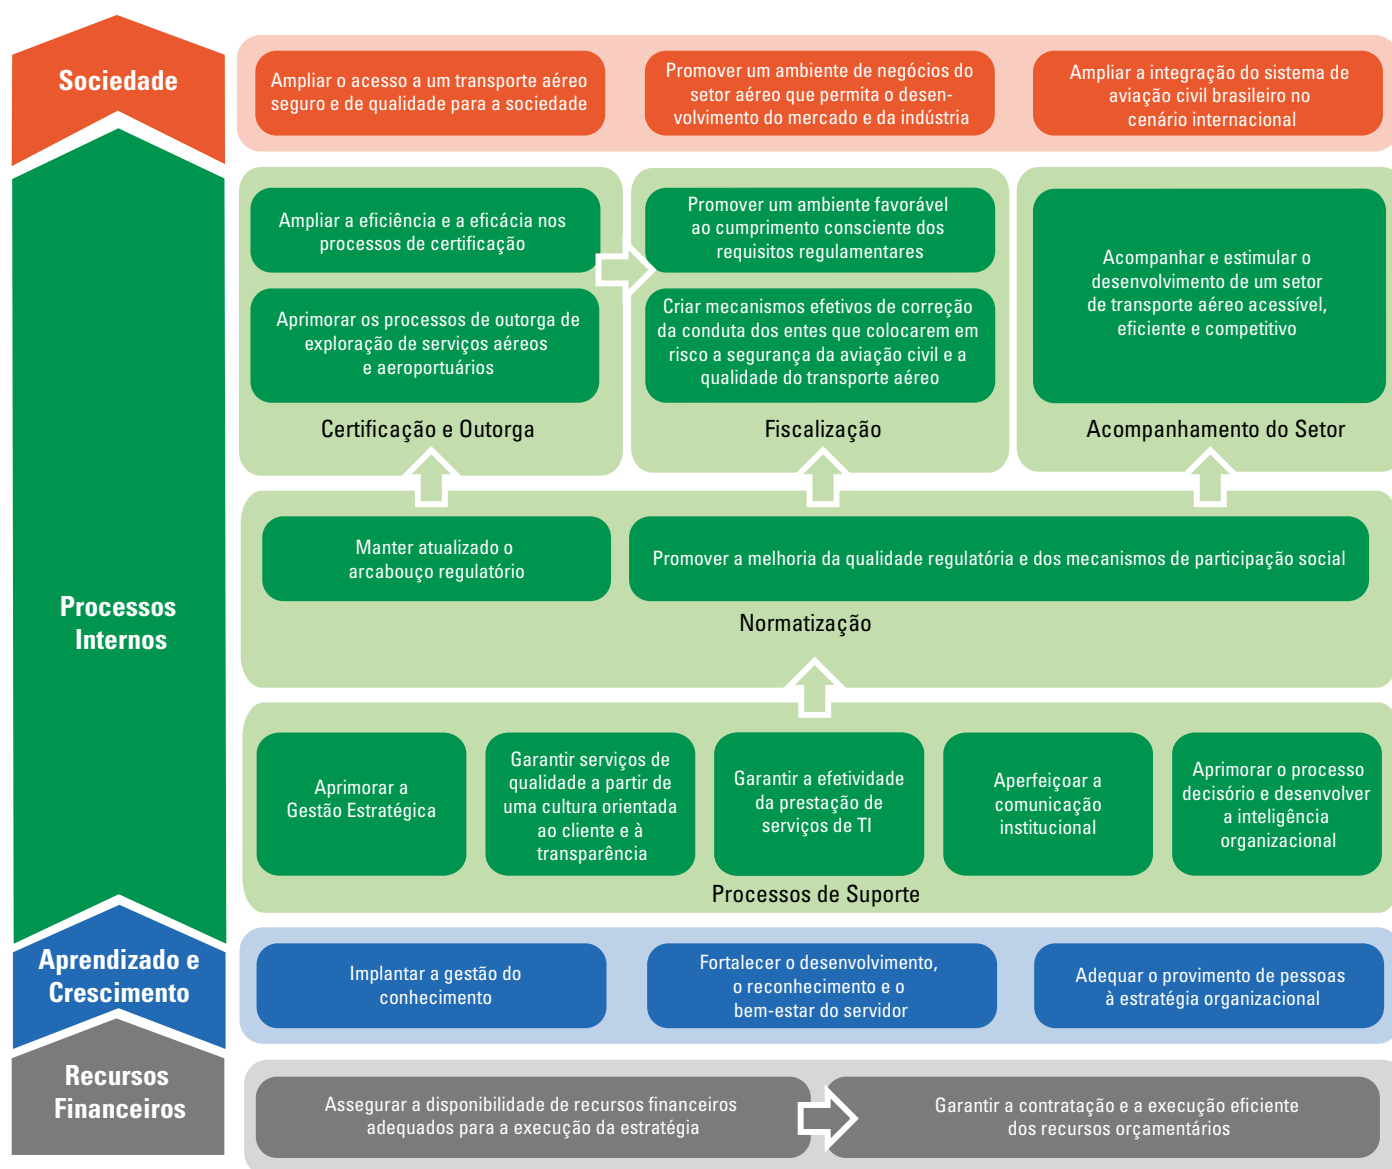 Sociedade
Ampliar o acesso a um transporte aéreo
seguro e de qualidade para a sociedade
Promover um ambiente de negócios do
setor aéreo que permita o desen-
volvimento do mercado e da indústria
Ampliar a integração do sistema de
aviação civil brasileiro no
cenário internacional
Processos
Internos
Ampliar a eficiência e a eficácia nos
processos de certificação
Aprimorar os processos de outorga de
exploração de serviços aéreos
e aeroportuários
Certificação e Outorga
Promover um ambiente favorável
ao cumprimento consciente dos
requisitos regulamentares
Criar mecanismos efetivos de correção
da conduta dos entes que colocarem em
risco a segurança da aviação civil e a
qualidade do transporte aéreo
Fiscalização
Acompanhar e estimular o
desenvolvimento de um setor
de transporte aéreo acessível,
eficiente e competitivo
Acompanhamento do Setor
Manter atualizado o
arcabouço regulatório
Promover a melhoria da qualidade regulatória e dos mecanismos de participação social
Normatização
Aprimorar a
Gestão Estratégica
Garantir serviços de
qualidade a partir de
uma cultura orientada
ao cliente e à
transparência
Garantir a efetividade
da prestação de
serviços de TI
Aperfeiçoar a
comunicação
institucional
Aprimorar o processo
decisório e desenvolver
a inteligência
organizacional
Processos de Suporte
Aprendizado e
Crescimento
Implantar a gestão do
conhecimento
Fortalecer o desenvolvimento,
o reconhecimento e o
bem-estar do servidor
Adequar o provimento de pessoas
à estratégia organizacional
Recursos
Financeiros
Assegurar a disponibilidade de recursos financeiros
adequados para a execução da estratégia
Garantir a contratação e a execução eficiente
dos recursos orçamentários